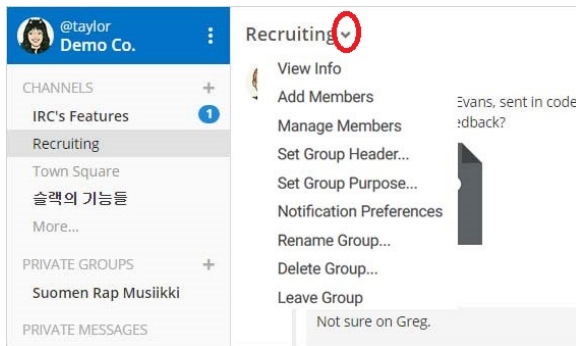 @taylor
Demo Co.
CHANNELS
+
IRC's Features
1
Recruiting
Town Square
슬랙의 기능들
More...
PRIVATE GROUPS
+
Suomen Rap Musiikki
PRIVATE MESSAGES
Recruiting
View Info
Add Members
Manage Members
Set Group Header...
Set Group Purpose...
Notification Preferences
Rename Group...
Delete Group...
Leave Group
Evans, sent in code
edback?
Not sure on Greg.